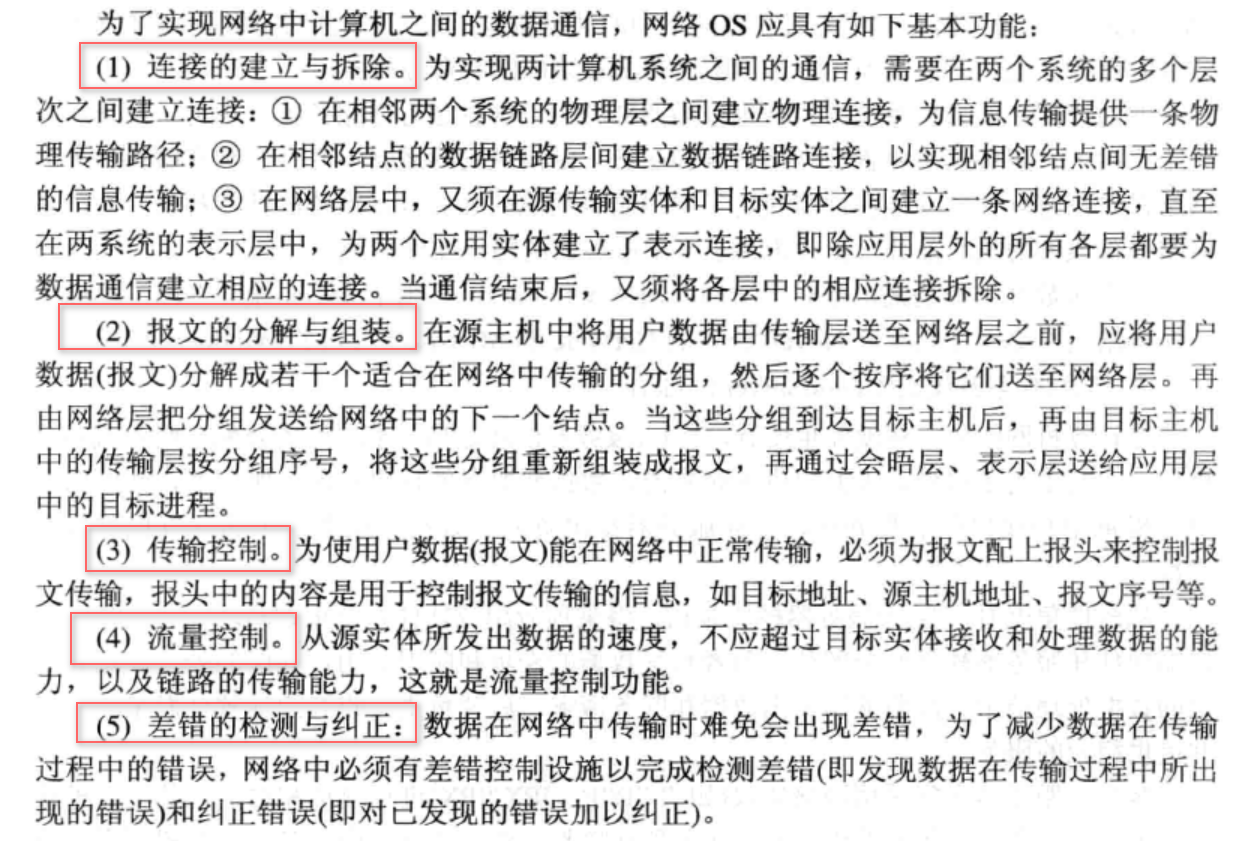 为了实现网络中计算机之间的数据通信，网络 OS 应具有如下基本功能：
(1) 连接的建立与拆除。为实现两计算机系统之间的通信，需要在两个系统的多个层
次之间建立连接：① 在相邻两个系统的物理层之间建立物理连接，为信息传输提供一条物
理传输路径；② 在相邻结点的数据链路层间建立数据链路连接，以实现相邻结点间无差错
的信息传输；③ 在网络层中，又须在源传输实体和目标实体之间建立一条网络连接，直至
在两系统的表示层中，为两个应用实体建立了表示连接，即除应用层外的所有各层都要为
数据通信建立相应的连接。当通信结束后，又须将各层中的相应连接拆除。
(2) 报文的分解与组装。在源主机中将用户数据由传输层送至网络层之前，应将用户
数据(报文)分解成若干个适合在网络中传输的分组，然后逐个按序将它们送至网络层。再
由网络层把分组发送给网络中的下一个结点。当这些分组到达目标主机后，再由目标主机
中的传输层按分组序号，将这些分组重新组装成报文，再通过会晤层、表示层送给应用层
中的目标进程。
(3) 传输控制。为使用户数据(报文)能在网络中正常传输，必须为报文配上报头来控制报
文传输，报头中的内容是用于控制报文传输的信息，如目标地址、源主机地址、报文序号等。
(4) 流量控制。从源实体所发出数据的速度，不应超过目标实体接收和处理数据的能
力，以及链路的传输能力，这就是流量控制功能。
(5) 差错的检测与纠正：数据在网络中传输时难免会出现差错，为了减少数据在传输
过程中的错误，网络中必须有差错控制设施以完成检测差错(即发现数据在传输过程中所出
现的错误)和纠正错误(即对已发现的错误加以纠正)。